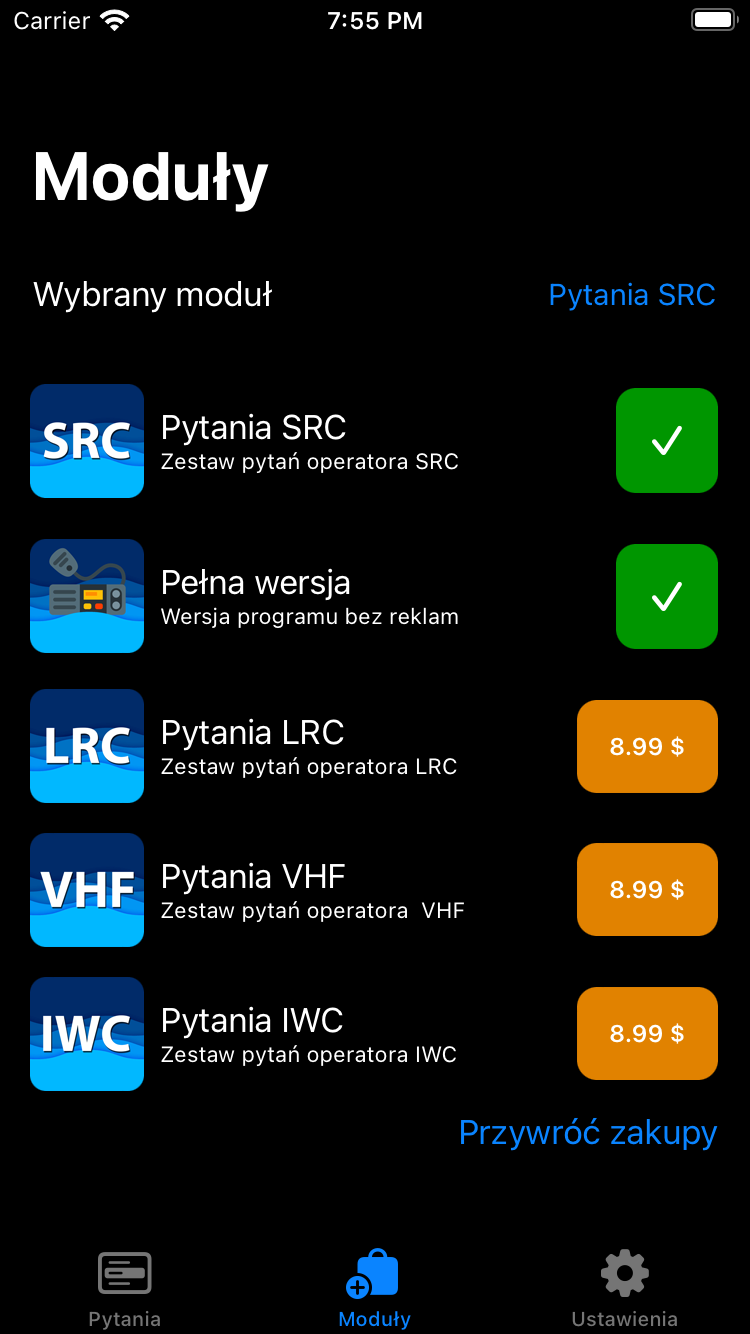 Carrier 7:55 PM
Moduły
Wybrany moduł Pytania SRC
SRC
Pytania SRC
Zestaw pytań operatora SRC
Pełna wersja
Wersja programu bez reklam
LRC
Pytania LRC
Zestaw pytań operatora LRC
8.99 $
VHF
Pytania VHF
Zestaw pytań operatora  VHF
8.99 $
IWC
Pytania IWC
Zestaw pytań operatora IWC
8.99 $
Przywróć zakupy
Pytania Moduły Ustawienia